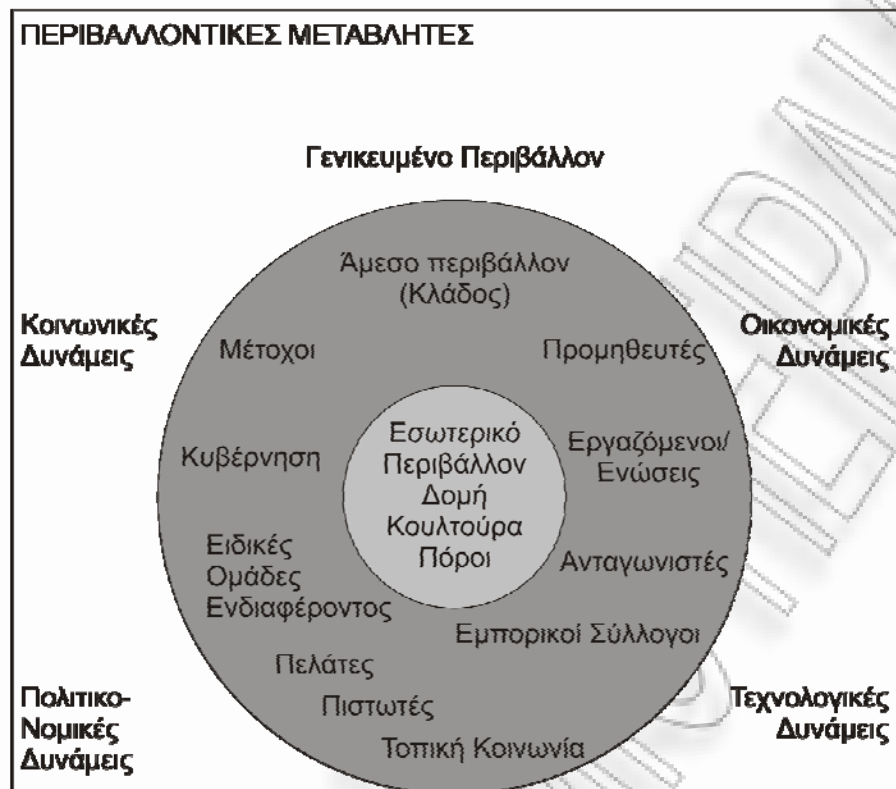 ΠΕΡΙΒΑΛΛΟΝΤΙΚΕΣ ΜΕΤΑΒΛΗΤΕΣ
Γενικευμένο Περιβάλλον
Άμεσο περιβάλλον
(Κλάδος)
Κοινωνικές
Δυνάμεις
Οικονομικές
Δυνάμεις
Μέτοχοι
Προμηθευτές
Κυβέρνηση
Εσωτερικό
Περιβάλλον
Δομή
Κουλτούρα
Πόροι
Εργαζόμενοι/
Ενώσεις
Ειδικές
Ομάδες
Ενδιαφέροντος
Ανταγωνιστές
Εμπορικοί Σύλλογοι
Πελάτες
Πιστωτές
Τοπική Κοινωνία
Πολιτικο-
Νομικές
Δυνάμεις
Τεχνολογικές
Δυνάμεις